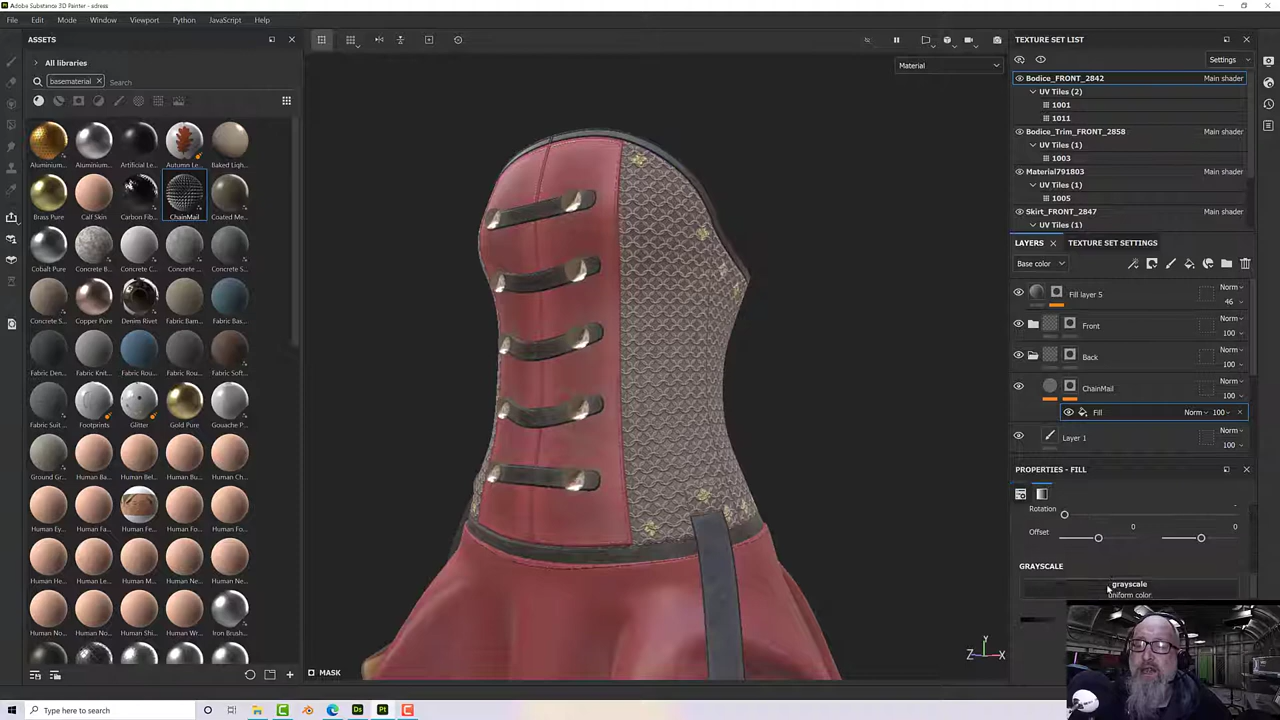 Adobe Substance 3D Painter - sdress
File Edit Mode Window Viewport Python JavaScript Help
ASSETS
All libraries
basematerial Search
Aluminium... Aluminium... Artificial Le... Autumn Le... Baked Ligh...
Brass Pure Calf Skin Carbon Fib... ChainMail Coated Me...
Cobalt Pure Concrete B... Concrete C... Concrete ... Concrete S...
Concrete S... Copper Pure Denim Rivet Fabric Bam... Fabric Bas...
Fabric Den... Fabric Knit... Fabric Rou... Fabric Rou... Fabric Soft...
Fabric Suit ... Footprints Glitter Gold Pure Gouache P...
Ground Gr... Human Bac... Human Bel... Human Bu... Human Ch...
Human Ey... Human Fa... Human Fe... Human Fo... Human Fo...
Human He... Human Le... Human M... Human Ne... Human Ne...
Human No... Human No... Human Shi... Human Wr... Iron Brush...
Material
MASK
Y
Z X
TEXTURE SET LIST
Settings
Bodice_FRONT_2842 Main shader
UV Tiles (2)
1001
1011
Bodice_Trim_FRONT_2858 Main shader
UV Tiles (1)
1003
Material791803 Main shader
UV Tiles (1)
1005
Skirt_FRONT_2847 Main shader
UV Tiles (1)
LAYERS TEXTURE SET SETTINGS
Base color
Fill layer 5 Norm 46
Front Norm 100
Back Norm 100
ChainMail Norm 100
Fill Norm 100
Layer 1 Norm 100
PROPERTIES - FILL
Rotation
Offset 0 0
GRAYSCALE
grayscale
uniform color
Type here to search
Ds Pt